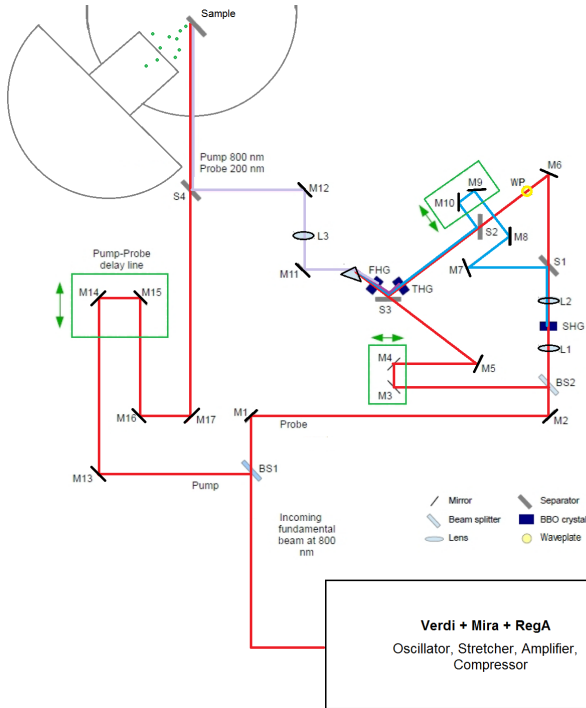 Sample
Pump 800 nm
Probe 200 nm
S4
M12
L3
M11
M9
M10
WP
M6
S2
M8
M7
S1
FHG
THG
S3
L2
SHG
L1
Pump-Probe
delay line
M14
M15
M4
M3
M5
BS2
M16
M17
M1
Probe
M2
M13
Pump
BS1
Incoming
fundamental
beam at 800
nm
Mirror
Separator
Beam splitter
BBO crystal
Lens
Waveplate
Verdi + Mira + RegA
Oscillator, Stretcher, Amplifier,
Compressor